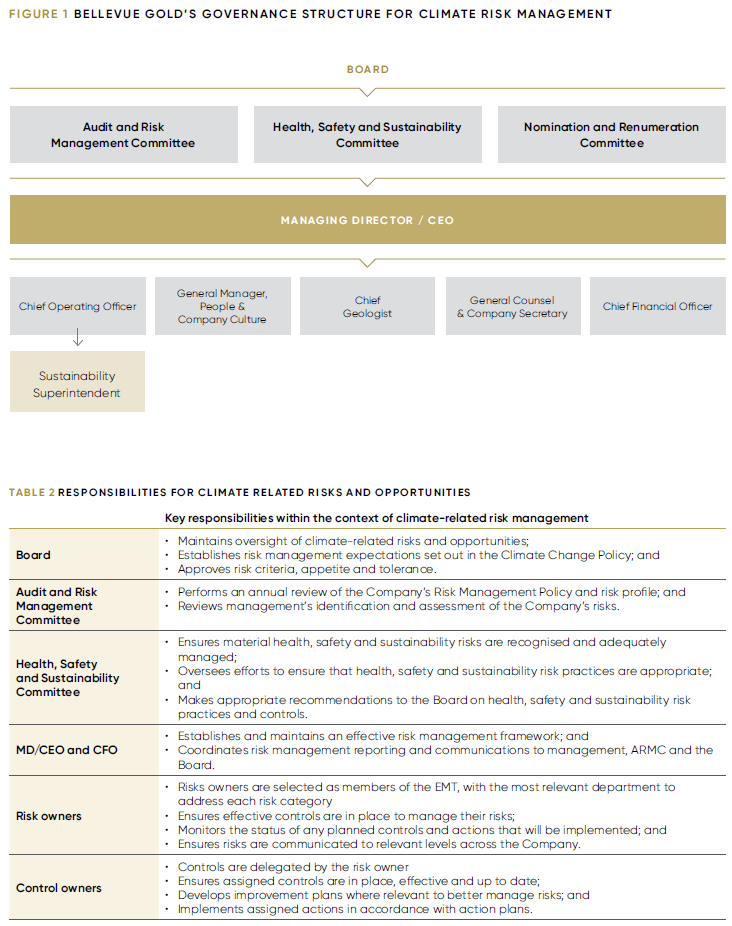 FIGURE 1 BELLEVUE GOLD'S GOVERNANCE STRUCTURE FOR CLIMATE RISK MANAGEMENT
BOARD
Audit and Risk
Management Committee
Health, Safety and Sustainability
Committee
Nomination and Renumeration
Committee
MANAGING DIRECTOR / CEO
Chief Operating Officer
General Manager,
People &
Company Culture
Chief
Geologist
General Counsel
& Company Secretary
Chief Financial Officer
Sustainability
Superintendent
TABLE 2 RESPONSIBILITIES FOR CLIMATE RELATED RISKS AND OPPORTUNITIES
Key responsibilities within the context of climate-related risk management
Board
• Maintains oversight of climate-related risks and opportunities;
• Establishes risk management expectations set out in the Climate Change Policy; and
• Approves risk criteria, appetite and tolerance.
Audit and Risk
Management
Committee
• Performs an annual review of the Company's Risk Management Policy and risk profile; and
• Reviews management's identification and assessment of the Company's risks.
Health, Safety
and Sustainability
Committee
• Ensures material health, safety and sustainability risks are recognised and adequately
managed;
• Oversees efforts to ensure that health, safety and sustainability risk practices are appropriate;
and
• Makes appropriate recommendations to the Board on health, safety and sustainability risk
practices and controls.
MD/CEO and CFO
• Establishes and maintains an effective risk management framework; and
• Coordinates risk management reporting and communications to management, ARMC and the
Board.
Risk owners
• Risks owners are selected as members of the EMT, with the most relevant department to
address each risk category
• Ensures effective controls are in place to manage their risks;
• Monitors the status of any planned controls and actions that will be implemented; and
• Ensures risks are communicated to relevant levels across the Company.
Control owners
• Controls are delegated by the risk owner
• Ensures assigned controls are in place, effective and up to date;
• Develops improvement plans where relevant to better manage risks; and
• Implements assigned actions in accordance with action plans.